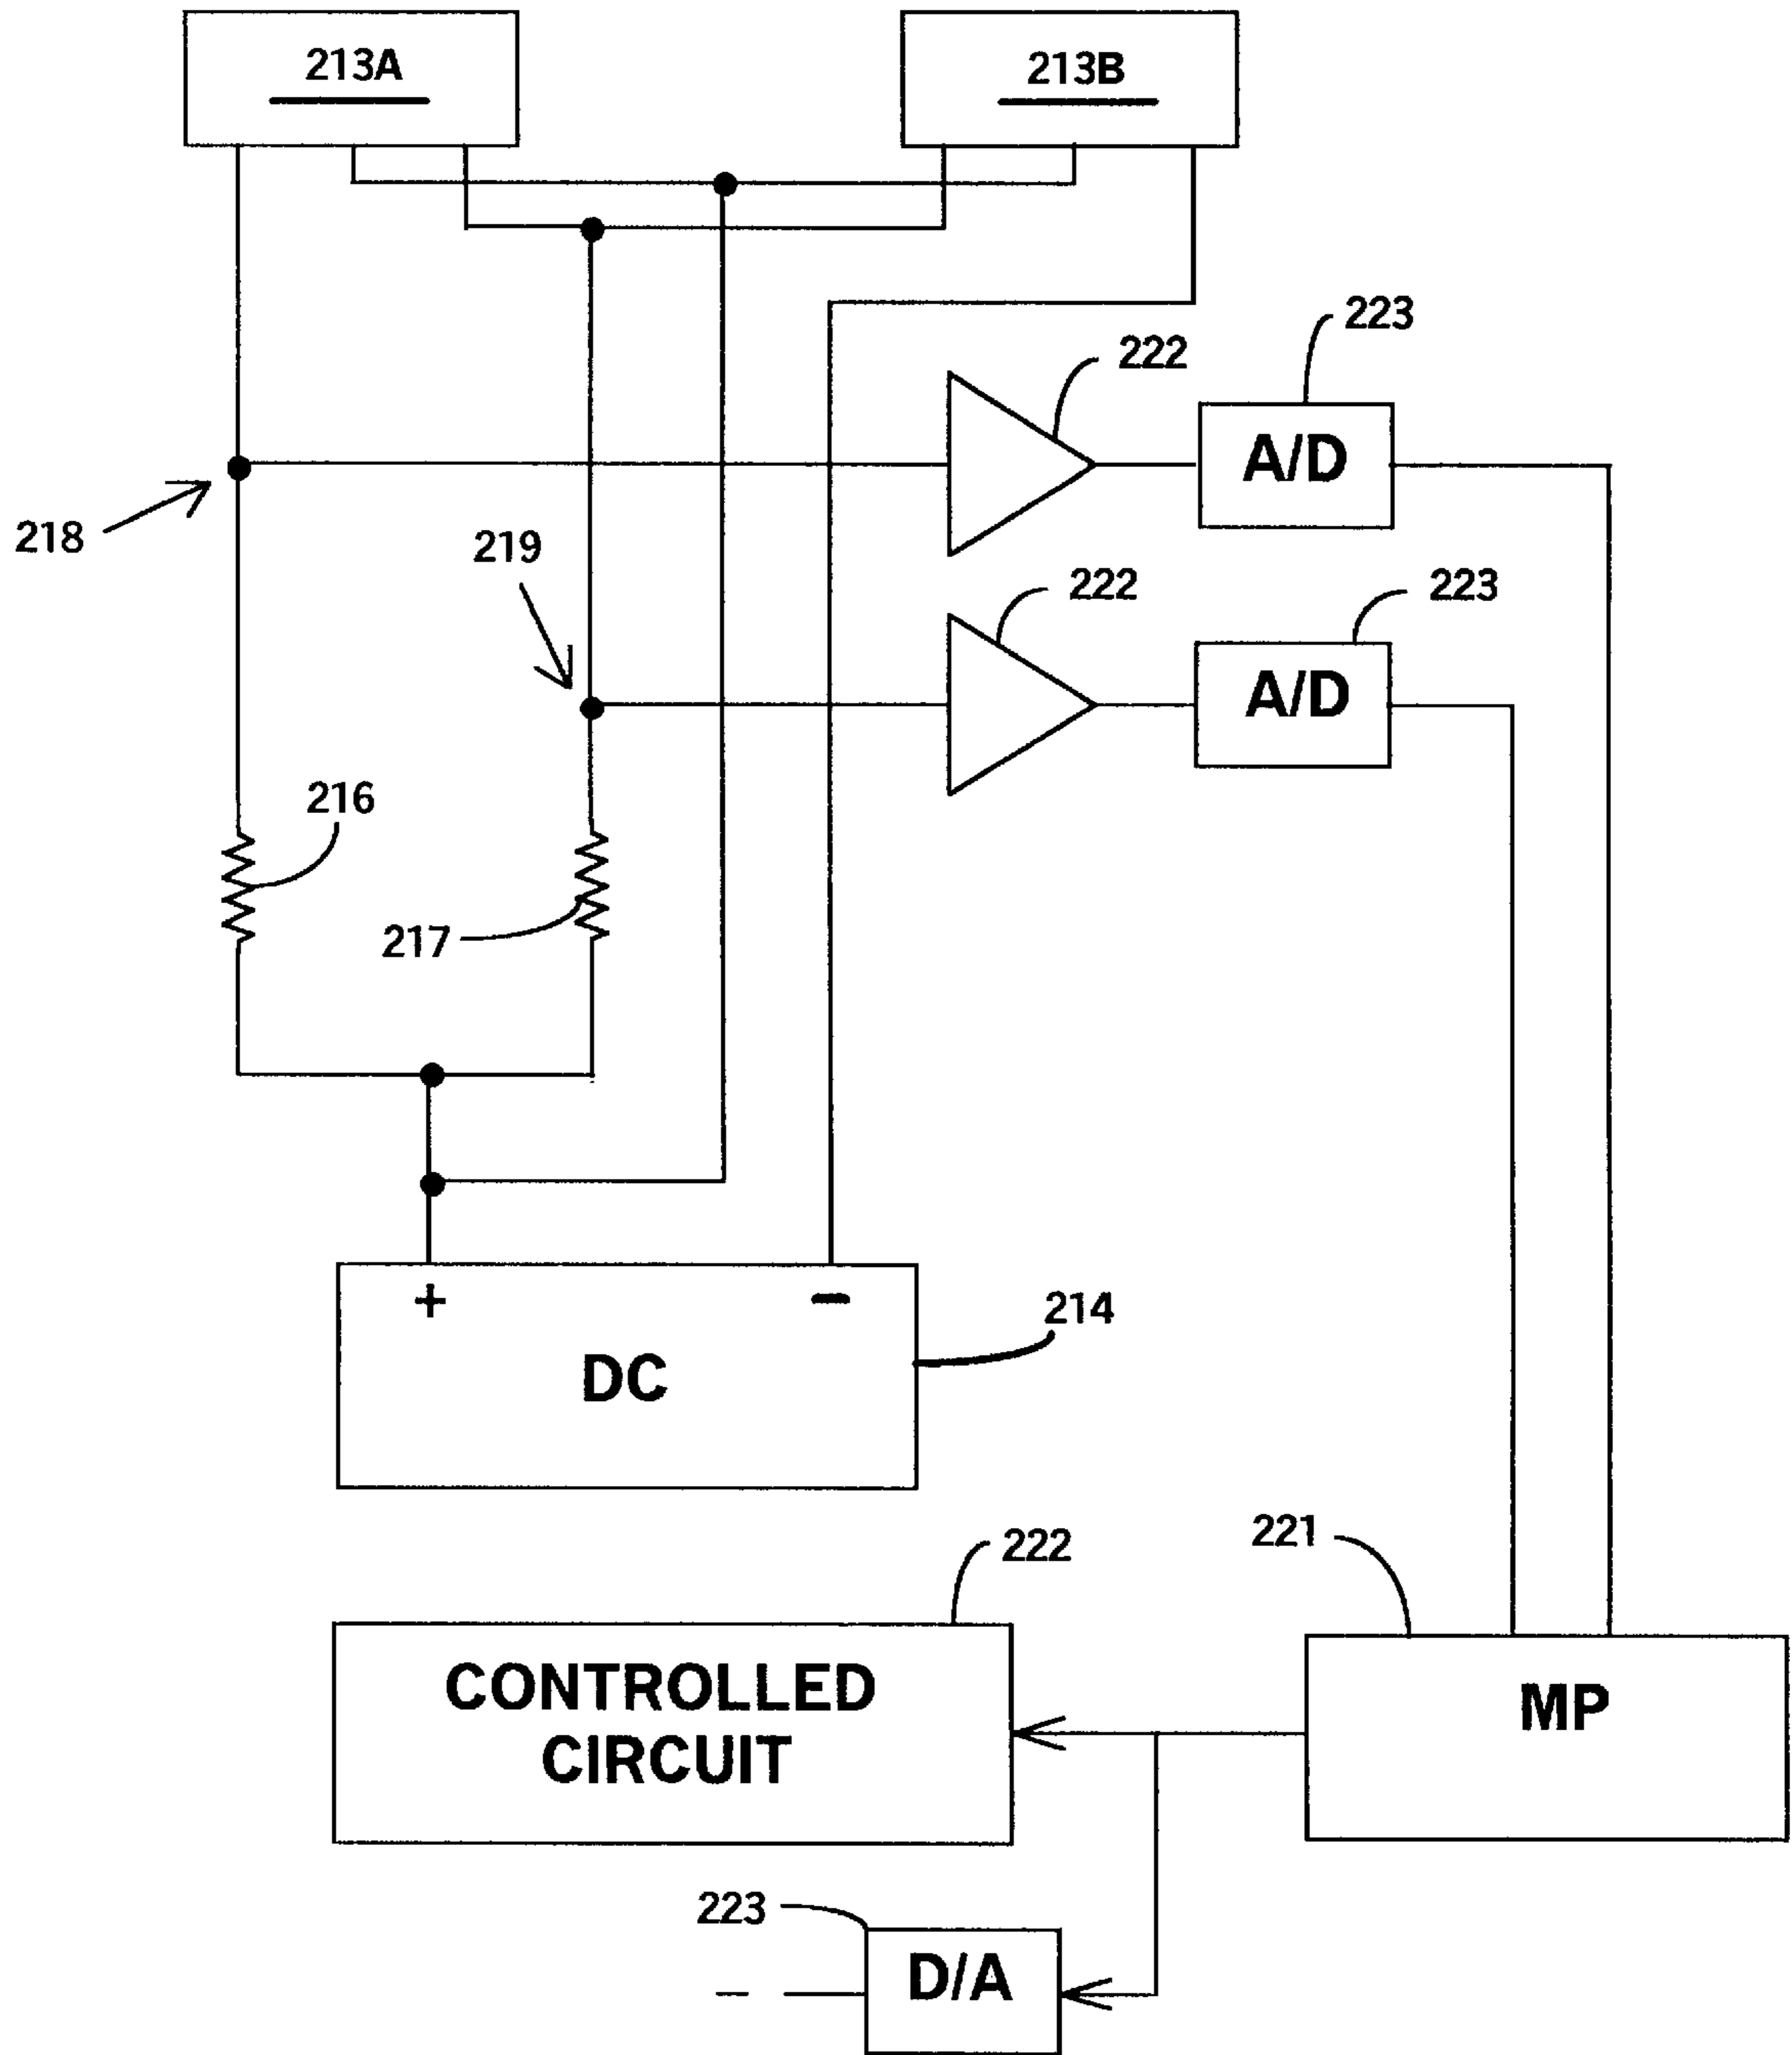 213A
213B
223
222
A/D
218
219
222
223
A/D
216
217
+
−
214
DC
222
221
CONTROLLED
CIRCUIT
MP
223
D/A